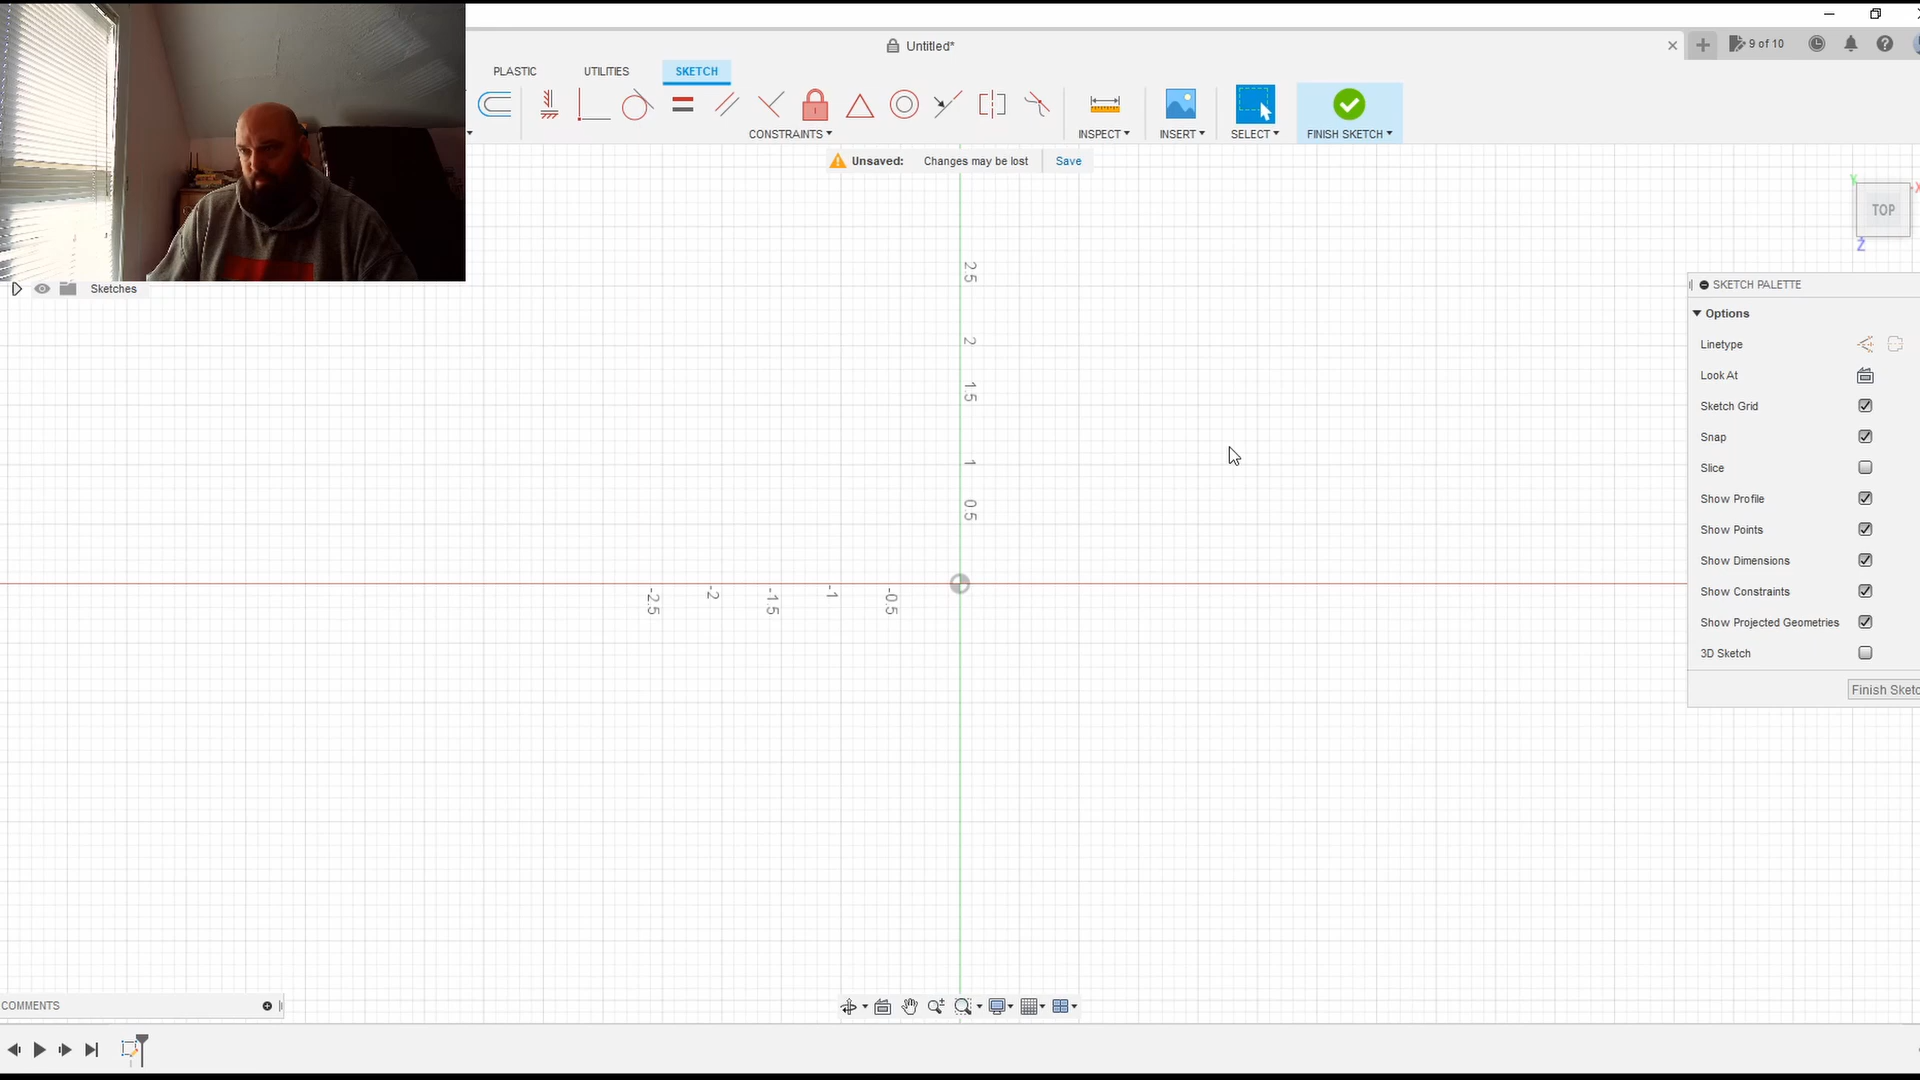 Untitled*
9 of 10
PLASTIC
UTILITIES
SKETCH
CONSTRAINTS
INSPECT
INSERT
SELECT
FINISH SKETCH
Unsaved: Changes may be lost Save
Y
X
TOP
Z
Sketches
SKETCH PALETTE
Options
Linetype
Look At
Sketch Grid
Snap
Slice
Show Profile
Show Points
Show Dimensions
Show Constraints
Show Projected Geometries
3D Sketch
Finish Sketc
2.5
2
1.5
1
0.5
-2.5
-2
-1.5
-1
-0.5
COMMENTS